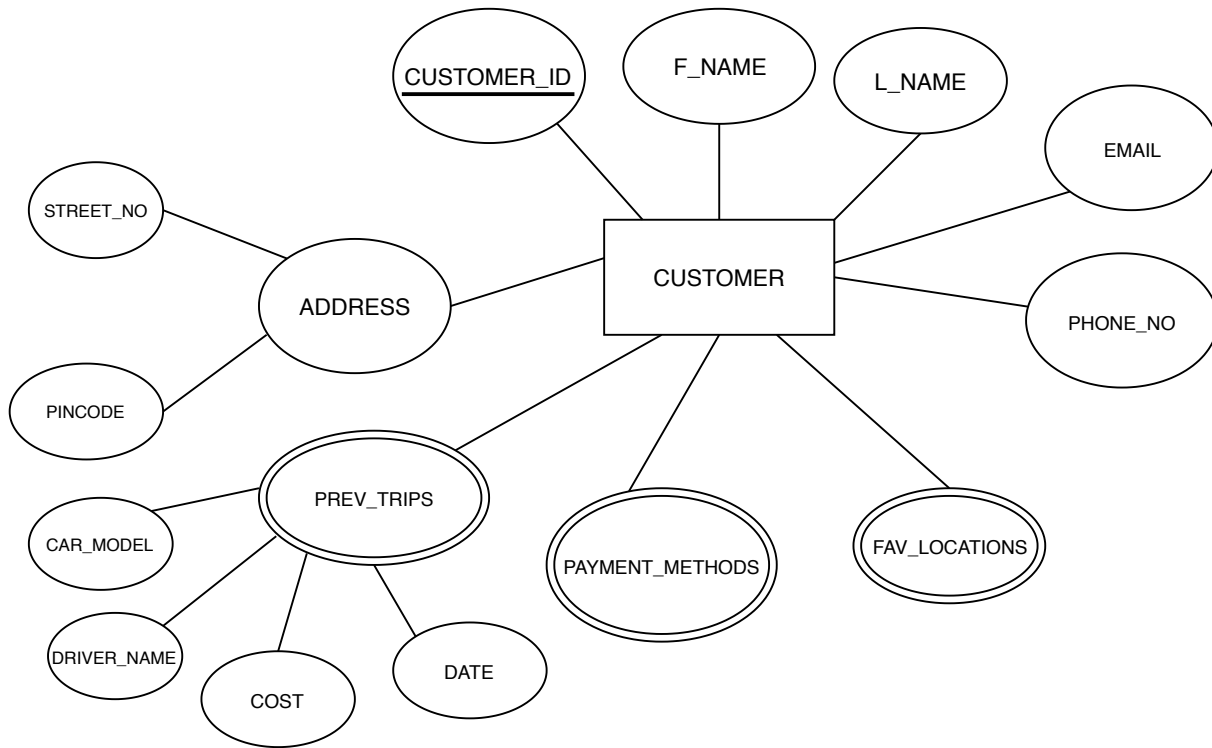 CUSTOMER_ID
F_NAME
L_NAME
EMAIL
STREET_NO
CUSTOMER
ADDRESS
PHONE_NO
PINCODE
PREV_TRIPS
CAR_MODEL
PAYMENT_METHODS
FAV_LOCATIONS
DRIVER_NAME
COST
DATE